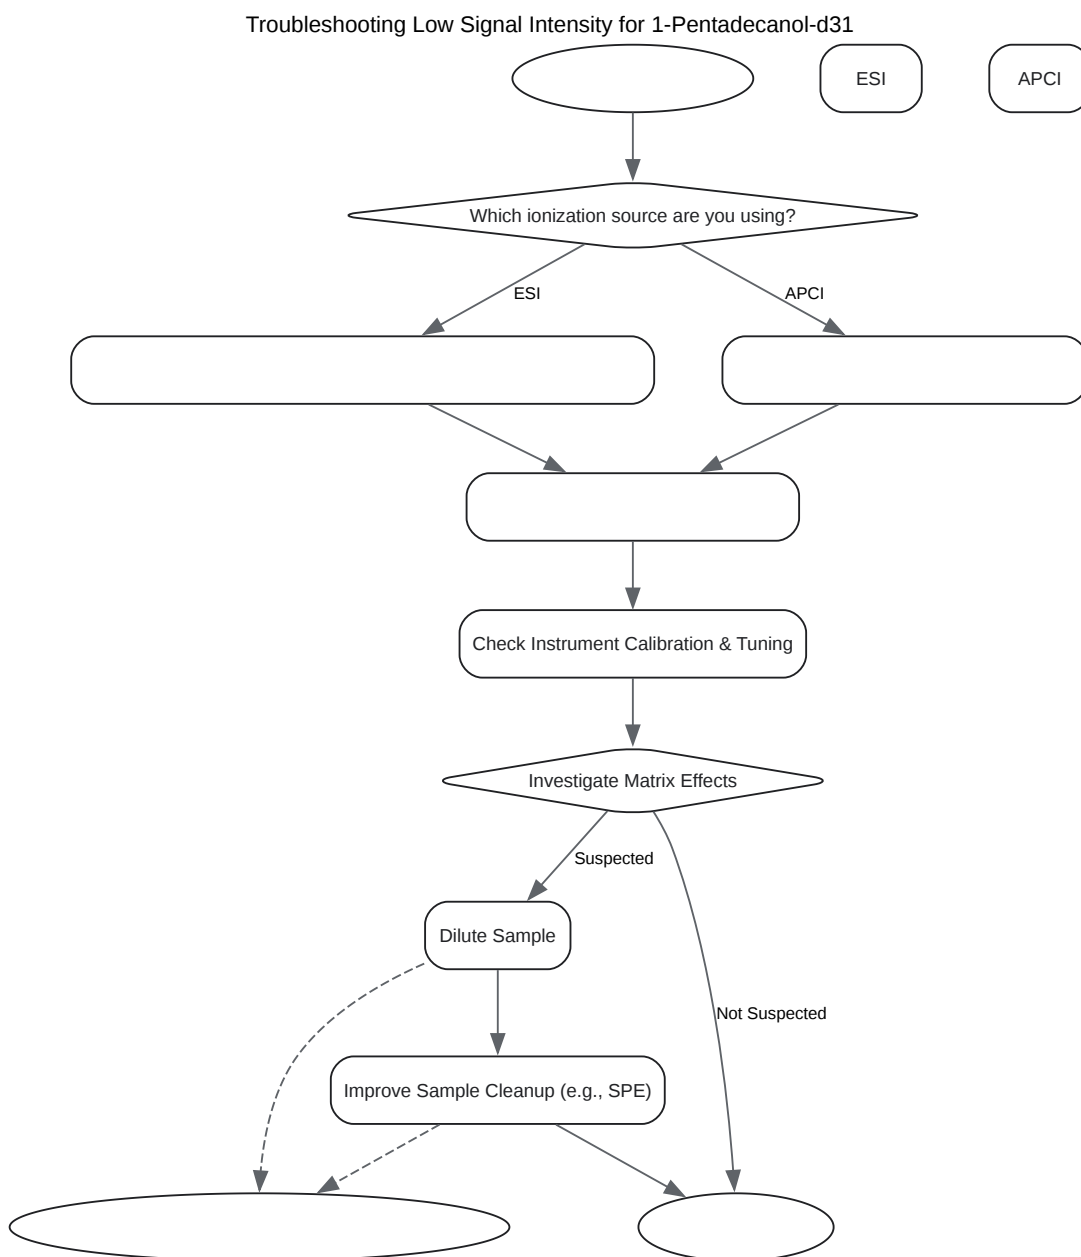 Troubleshooting Low Signal Intensity for 1-Pentadecanol-d31
ESI
APCI
Which ionization source are you using?
ESI
APCI
Check Instrument Calibration & Tuning
Investigate Matrix Effects
Suspected
Dilute Sample
Not Suspected
Improve Sample Cleanup (e.g., SPE)